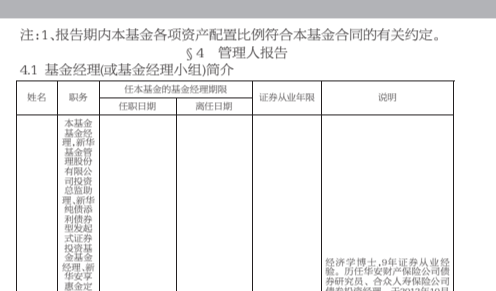 注:1、报告期内本基金各项资产配置比例符合本基金合同的有关约定。
§4 管理人报告
4.1 基金经理(或基金经理小组)简介
姓名 职务 任本基金的基金经理期限 证券从业年限 说明
任职日期 离任日期
本基金
基金经
理,新华
基金管
理股份
有限公
司投资
总监助
理、新华
纯债添
利债券
型发起
式证券
投资基
金基金
经理、新
华安享
惠金定
经济学博士,9年证券从业经
验。历任华安财产保险公司债
券研究员、合众人寿保险公司